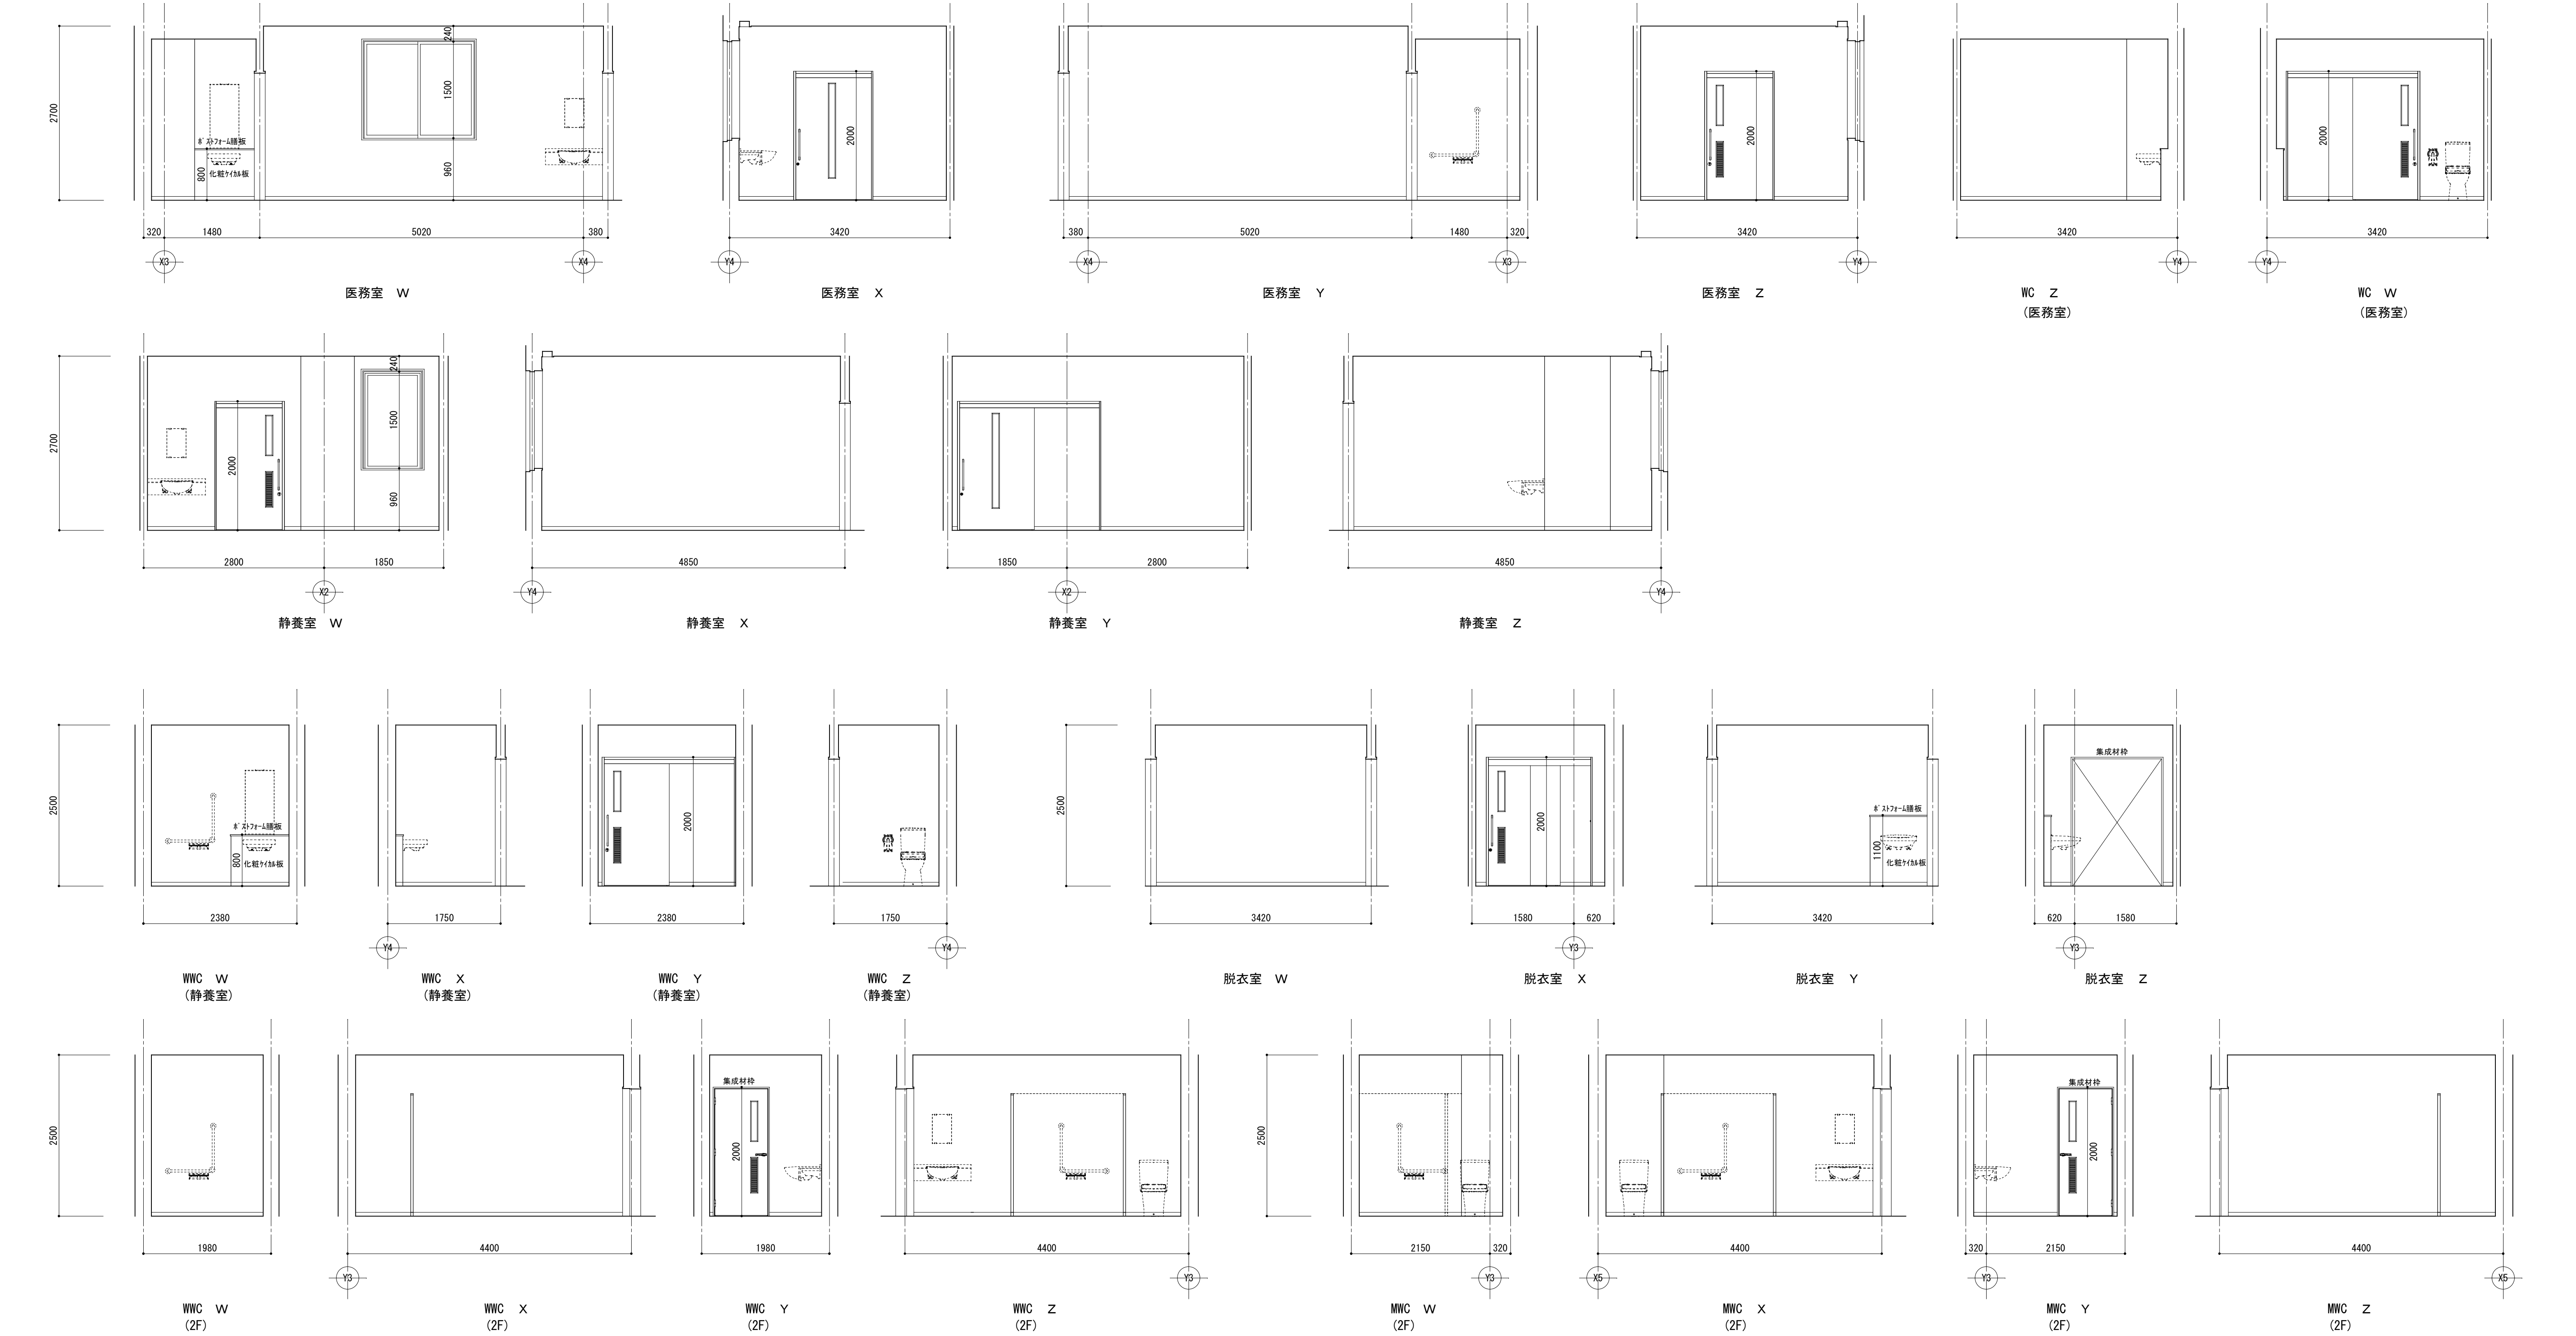 2700
240
1500
960
ﾎﾟｽﾄﾌｫｰﾑ膳板
800
化粧ｹｲｶﾙ板
2000
2000
2000
320
1480
5020
380
3420
380
5020
1480
320
3420
3420
3420
X3
X4
Y4
X4
X3
Y4
Y4
Y4
医務室 W
医務室 X
医務室 Y
医務室 Z
WC Z
(医務室)
WC W
(医務室)
2700
2000
240
1500
960
2800
1850
4850
1850
2800
4850
X2
Y4
X2
Y4
静養室 W
静養室 X
静養室 Y
静養室 Z
2500
ﾎﾟｽﾄﾌｫｰﾑ膳板
800
化粧ｹｲｶﾙ板
2000
2500
2000
ﾎﾟｽﾄﾌｫｰﾑ膳板
1100
化粧ｹｲｶﾙ板
集成材枠
2380
1750
2380
1750
3420
1580
620
3420
620
1580
Y4
Y4
Y3
Y3
WWC W
(静養室)
WWC X
(静養室)
WWC Y
(静養室)
WWC Z
(静養室)
脱衣室 W
脱衣室 X
脱衣室 Y
脱衣室 Z
2500
集成材枠
2000
2500
集成材枠
2000
1980
4400
1980
4400
2150
320
4400
320
2150
4400
Y3
Y3
Y3
X5
Y3
X5
WWC W
(2F)
WWC X
(2F)
WWC Y
(2F)
WWC Z
(2F)
MWC W
(2F)
MWC X
(2F)
MWC Y
(2F)
MWC Z
(2F)